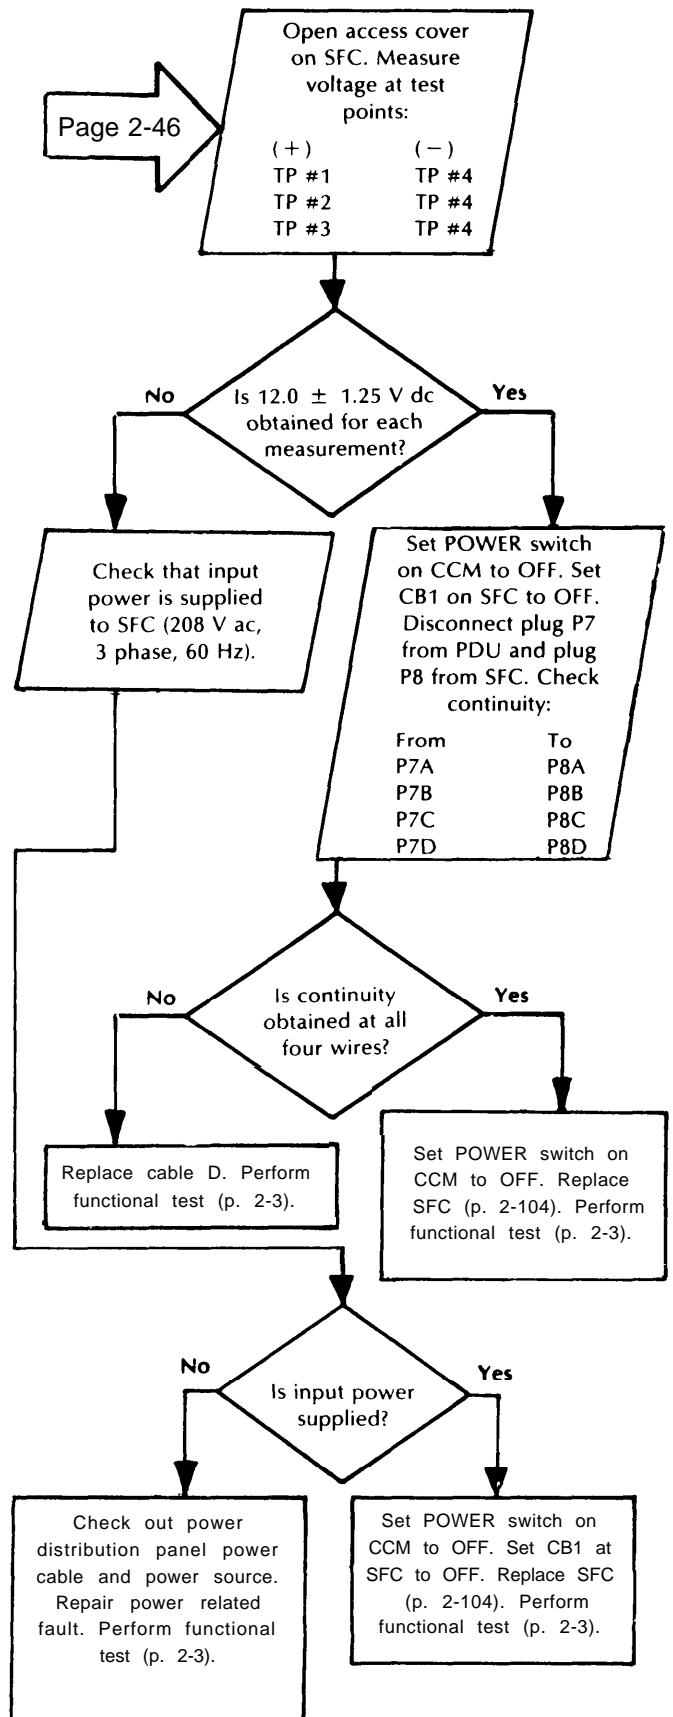 Open access cover
on SFC. Measure
voltage at test
points:
Page 2-46
(+) (−)
TP #1 TP #4
TP #2 TP #4
TP #3 TP #4
No
Is 12.0 ± 1.25 V dc
obtained for each
measurement?
Yes
Check that input
power is supplied
to SFC (208 V ac,
3 phase, 60 Hz).
Set POWER switch
on CCM to OFF. Set
CB1 on SFC to OFF.
Disconnect plug P7
from PDU and plug
P8 from SFC. Check
continuity:
From To
P7A P8A
P7B P8B
P7C P8C
P7D P8D
No
Is continuity
obtained at all
four wires?
Yes
Replace cable D. Perform
functional test (p. 2-3).
Set POWER switch on
CCM to OFF. Replace
SFC (p. 2-104). Perform
functional test (p. 2-3).
No
Is input power
supplied?
Yes
Check out power
distribution panel power
cable and power source.
Repair power related
fault. Perform functional
test (p. 2-3).
Set POWER switch on
CCM to OFF. Set CB1 at
SFC to OFF. Replace SFC
(p. 2-104). Perform
functional test (p. 2-3).